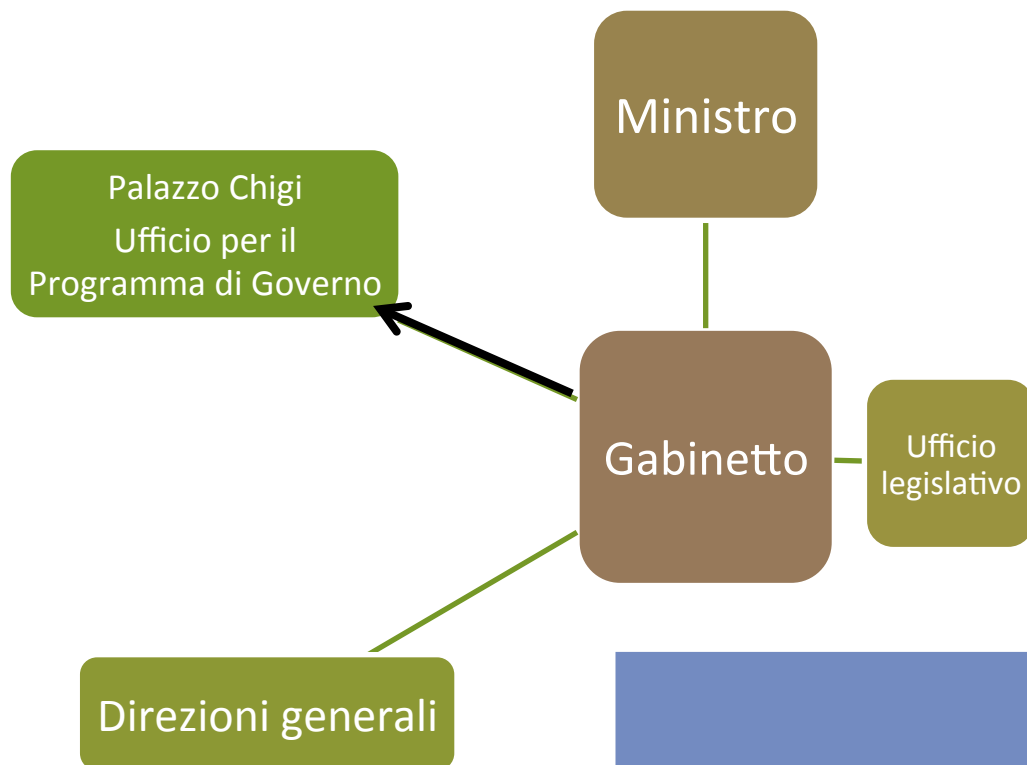 Ministro
Palazzo Chigi
Ufficio per il
Programma di Governo
Gabinetto
Ufficio
legislativo
Direzioni generali